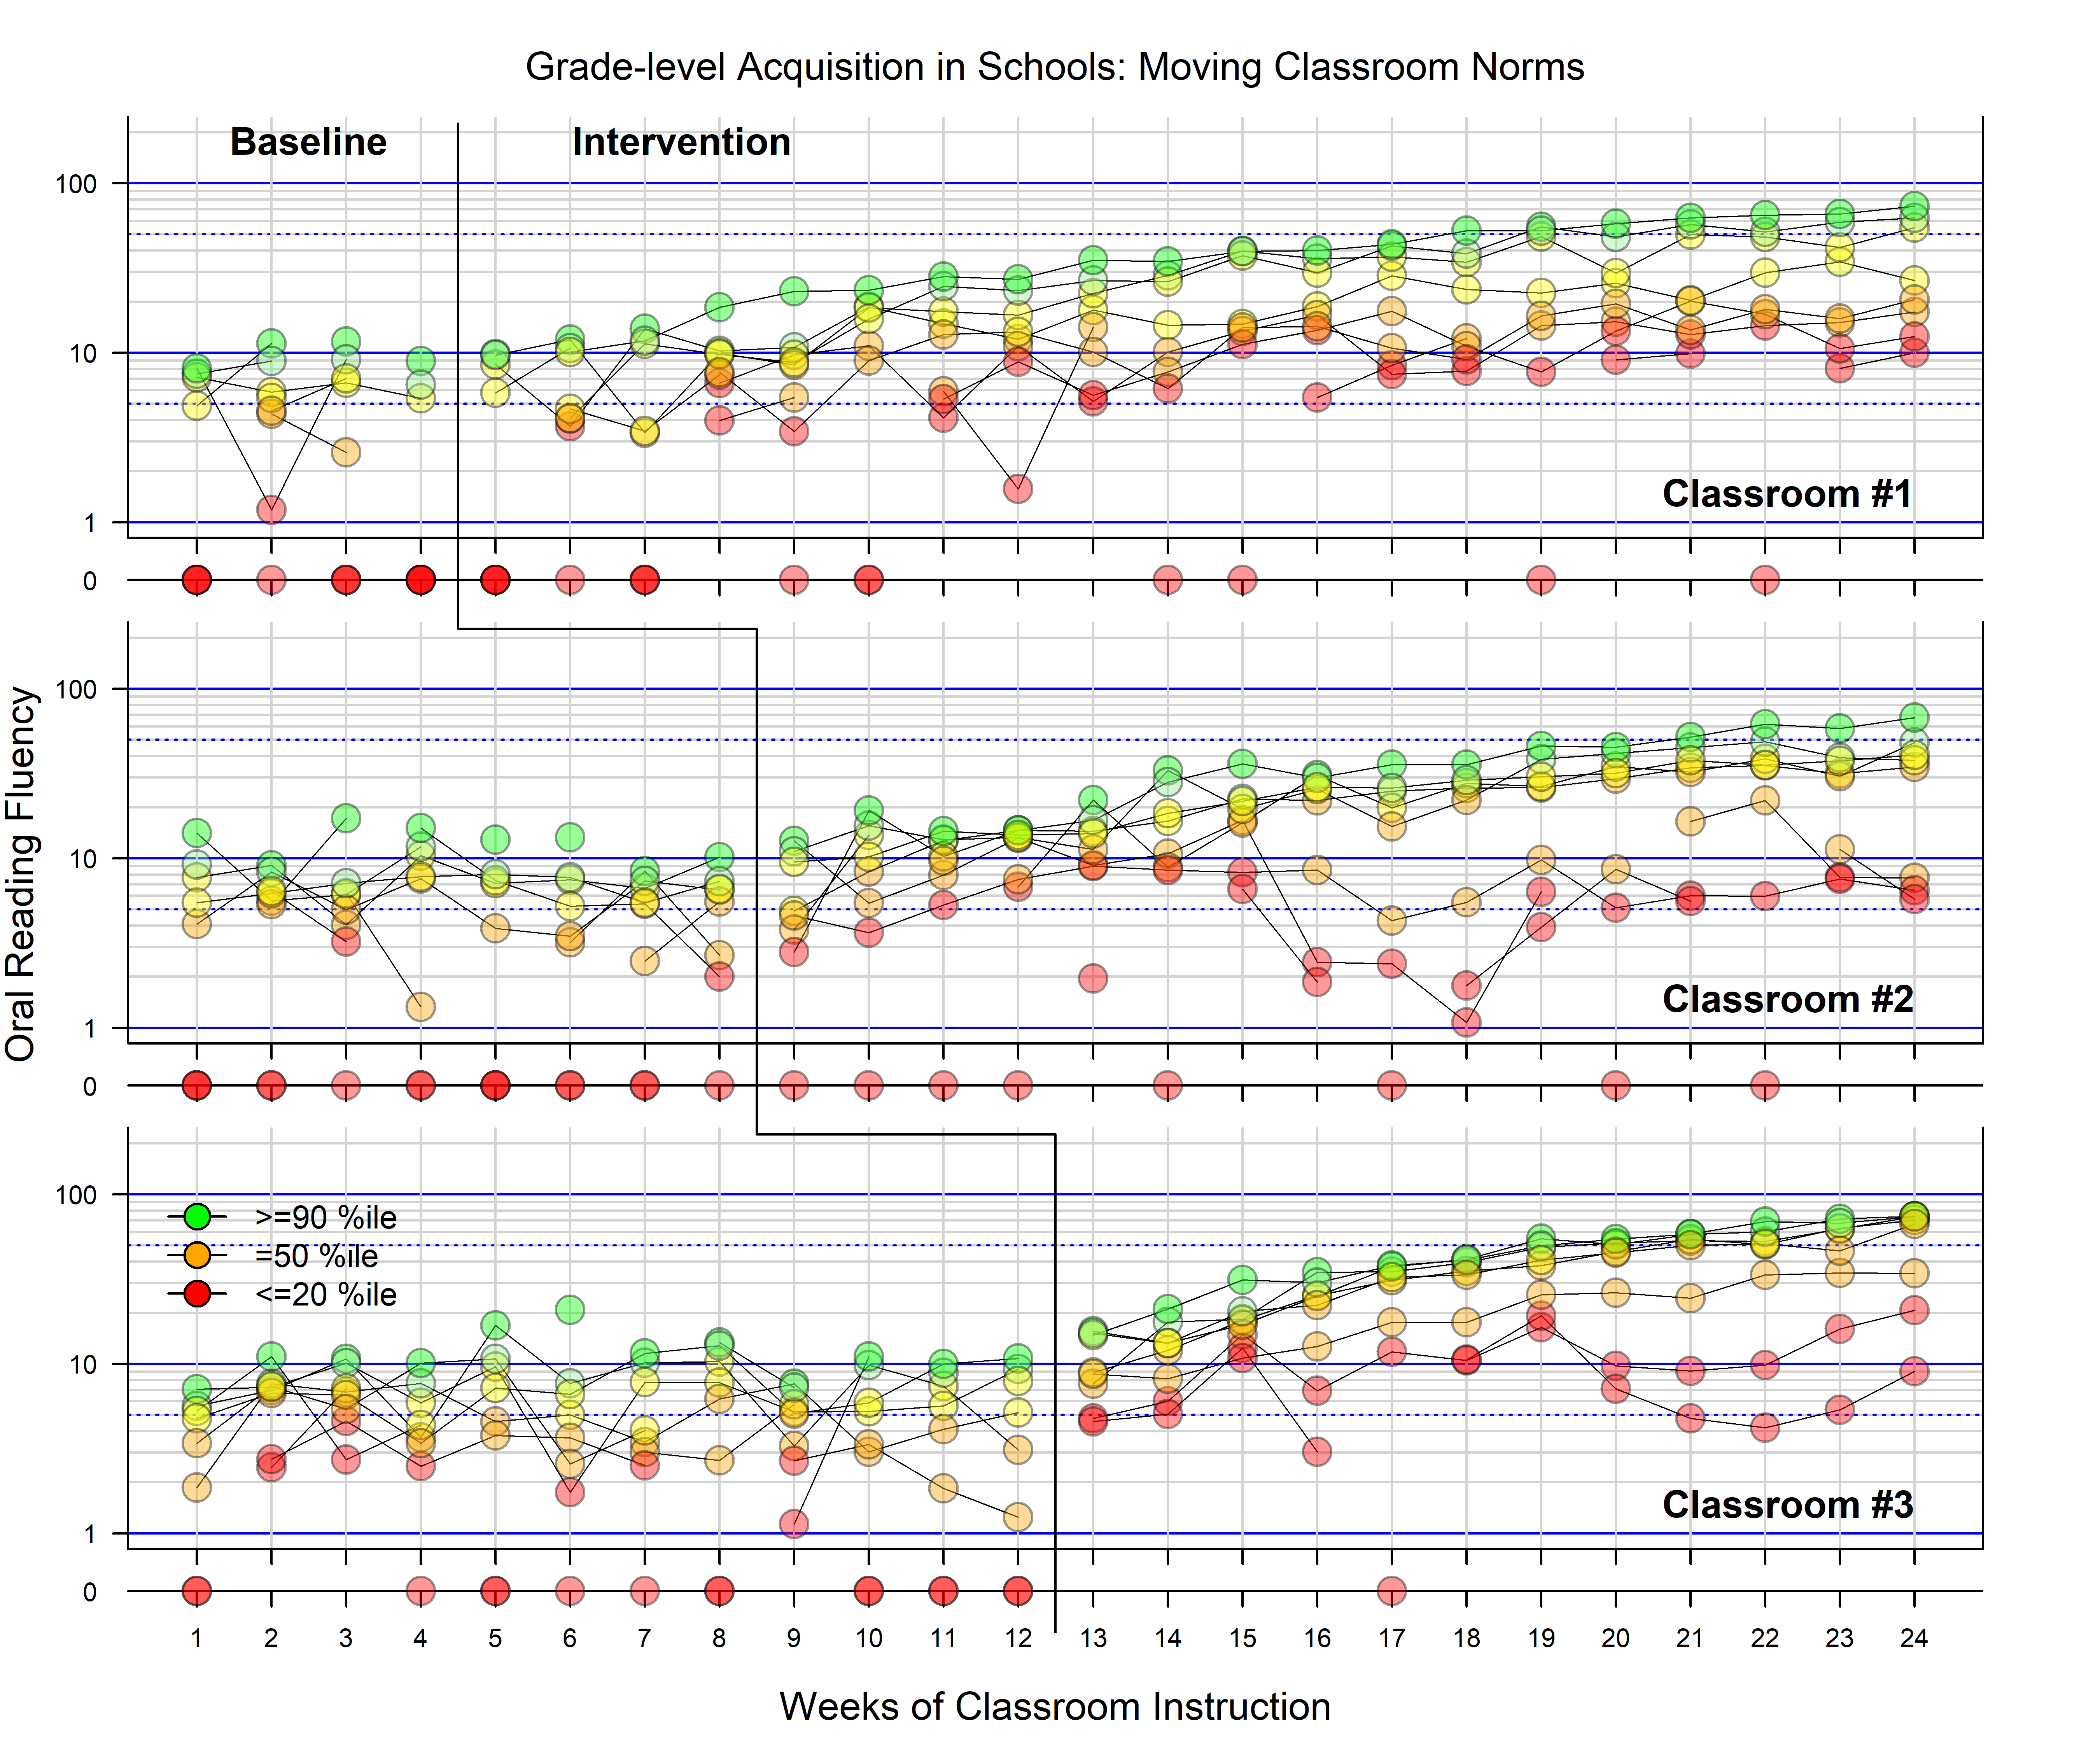 Grade-level Acquisition in Schools: Moving Classroom Norms
Baseline
Intervention
100
10
1
0
Classroom #1
Oral Reading Fluency
100
10
1
0
Classroom #2
100
10
1
0
>=90 %ile
=50 %ile
<=20 %ile
Classroom #3
1 2 3 4 5 6 7 8 9 10 11 12 13 14 15 16 17 18 19 20 21 22 23 24
Weeks of Classroom Instruction